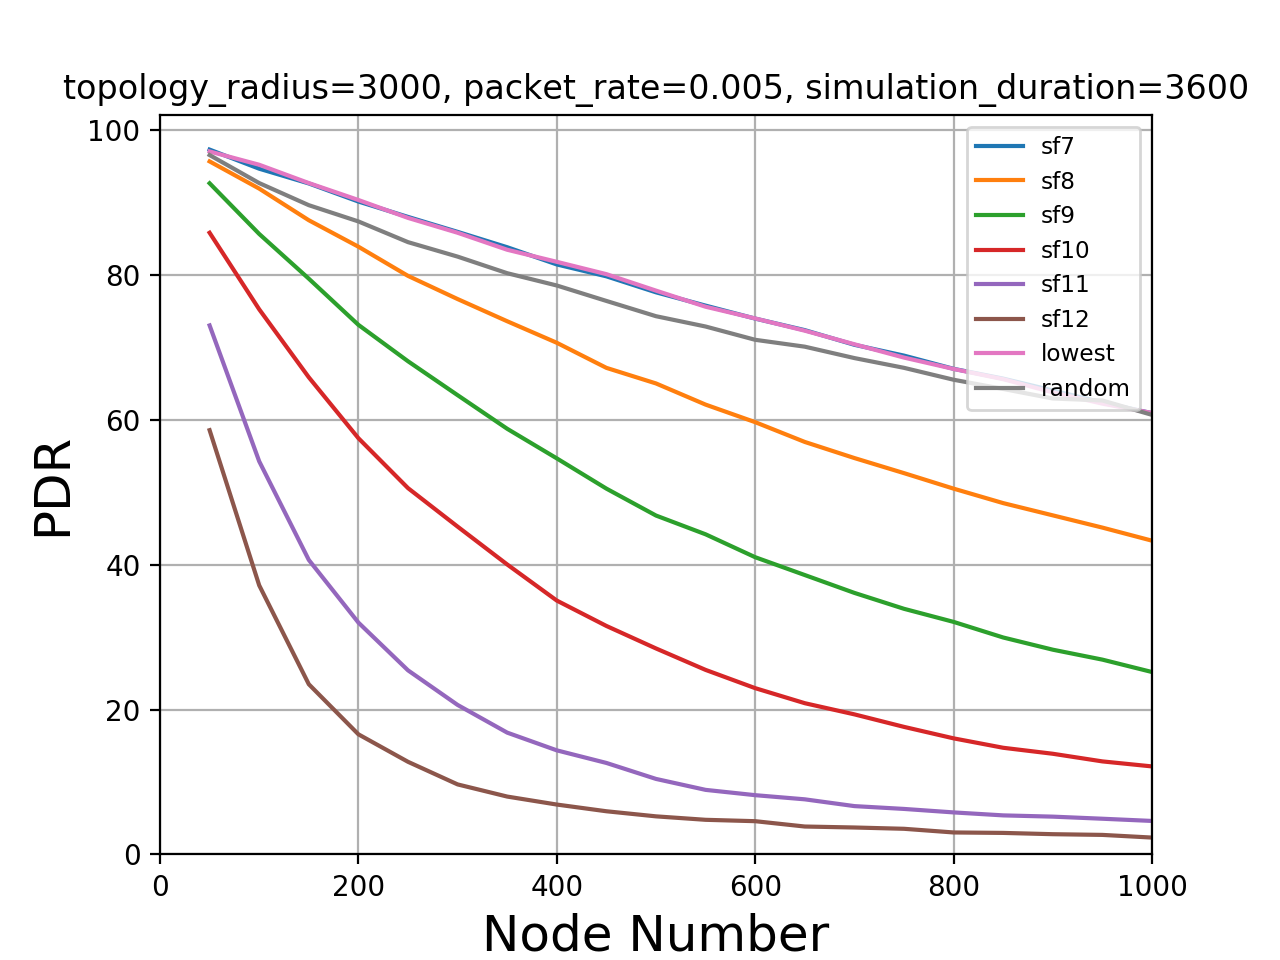 topology_radius=3000, packet_rate=0.005, simulation_duration=3600
100
80
60
40
20
0
PDR
sf7
sf8
sf9
sf10
sf11
sf12
lowest
random
0 200 400 600 800 1000
Node Number